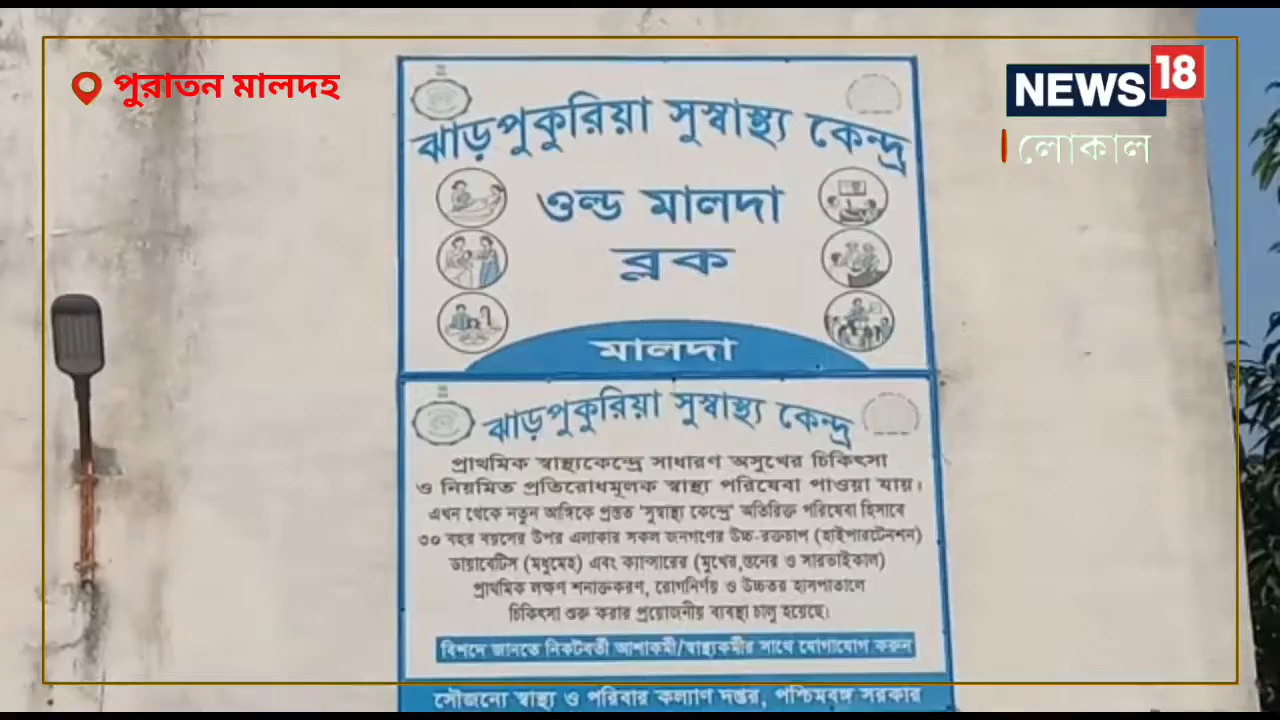 পুরাতন মালদহ
NEWS 18
লোকাল
ঝাড়পুকুরিয়া সুস্বাস্থ্য কেন্দ্র
ওল্ড মালদা
ব্লক
মালদা
ঝাড়পুকুরিয়া সুস্বাস্থ্য কেন্দ্র
প্রাথমিক স্বাস্থ্যকেন্দ্রে সাধারণ অসুখের চিকিৎসা
ও নিয়মিত প্রতিরোধমূলক স্বাস্থ্য পরিষেবা পাওয়া যায়।
এখন থেকে নতুন আঙ্গিকে প্রস্তুত 'সুস্বাস্থ্য কেন্দ্রে' অতিরিক্ত পরিষেবা হিসাবে
৩০ বছর বয়সের উপর এলাকার সকল জনগণের উচ্চ-রক্তচাপ (হাইপারটেনশন)
ডায়াবেটিস (মধুমেহ) এবং ক্যান্সারের (মুখের,স্তনের ও সারভাইকাল)
প্রাথমিক লক্ষণ শনাক্তকরণ, রোগনির্ণয় ও উচ্চতর হাসপাতালে
চিকিৎসা শুরু করার প্রয়োজনীয় ব্যবস্থা চালু হয়েছে।
বিশদে জানতে নিকটবর্তী আশাকর্মী/স্বাস্থ্যকর্মীর সাথে যোগাযোগ করুন
সৌজন্যে স্বাস্থ্য ও পরিবার কল্যাণ দপ্তর, পশ্চিমবঙ্গ সরকার